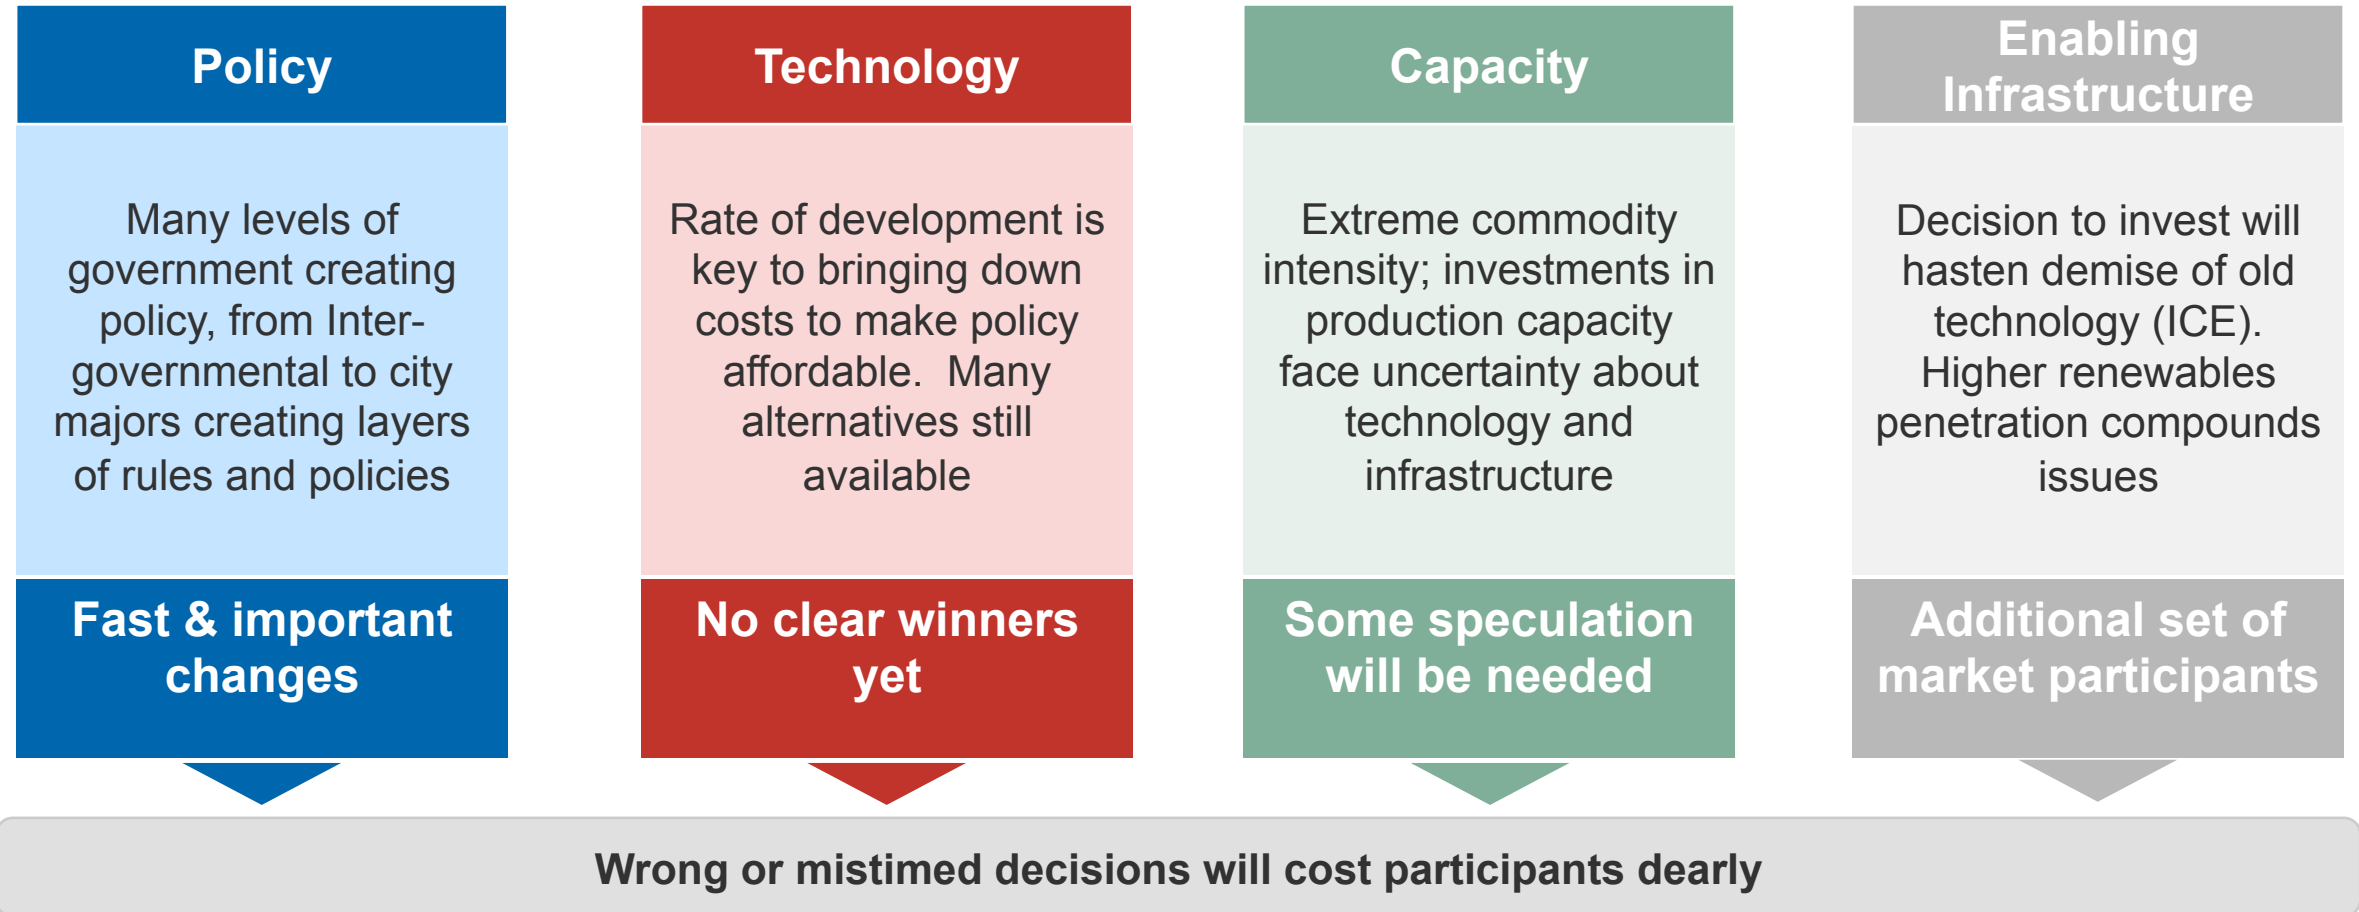 Policy
Many levels of
government creating
policy, from Inter-
governmental to city
majors creating layers
of rules and policies
Fast & important
changes
Technology
Rate of development is
key to bringing down
costs to make policy
affordable.  Many
alternatives still
available
No clear winners
yet
Capacity
Extreme commodity
intensity; investments in
production capacity
face uncertainty about
technology and
infrastructure
Some speculation
will be needed
Enabling
Infrastructure
Decision to invest will
hasten demise of old
technology (ICE).
Higher renewables
penetration compounds
issues
Additional set of
market participants
Wrong or mistimed decisions will cost participants dearly